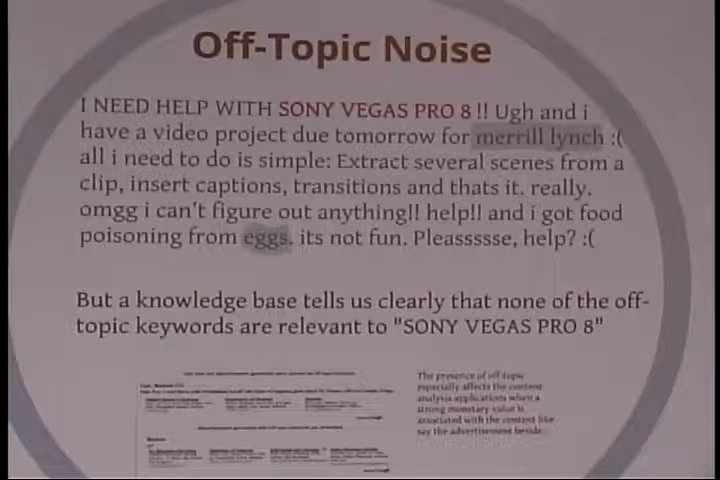 Off-Topic Noise
I NEED HELP WITH SONY VEGAS PRO 8 !! Ugh and i
have a video project due tomorrow for merrill lynch :(
all i need to do is simple: Extract several scenes from a
clip, insert captions, transitions and thats it. really.
omgg i can't figure out anything!! help!! and i got food
poisoning from eggs. its not fun. Pleassssse, help? :(
But a knowledge base tells us clearly that none of the off-
topic keywords are relevant to "SONY VEGAS PRO 8"
The presence of off-topic
especially affects the content
analysis applications when a
strong monetary value is
associated with the content like
say the advertisement beside...